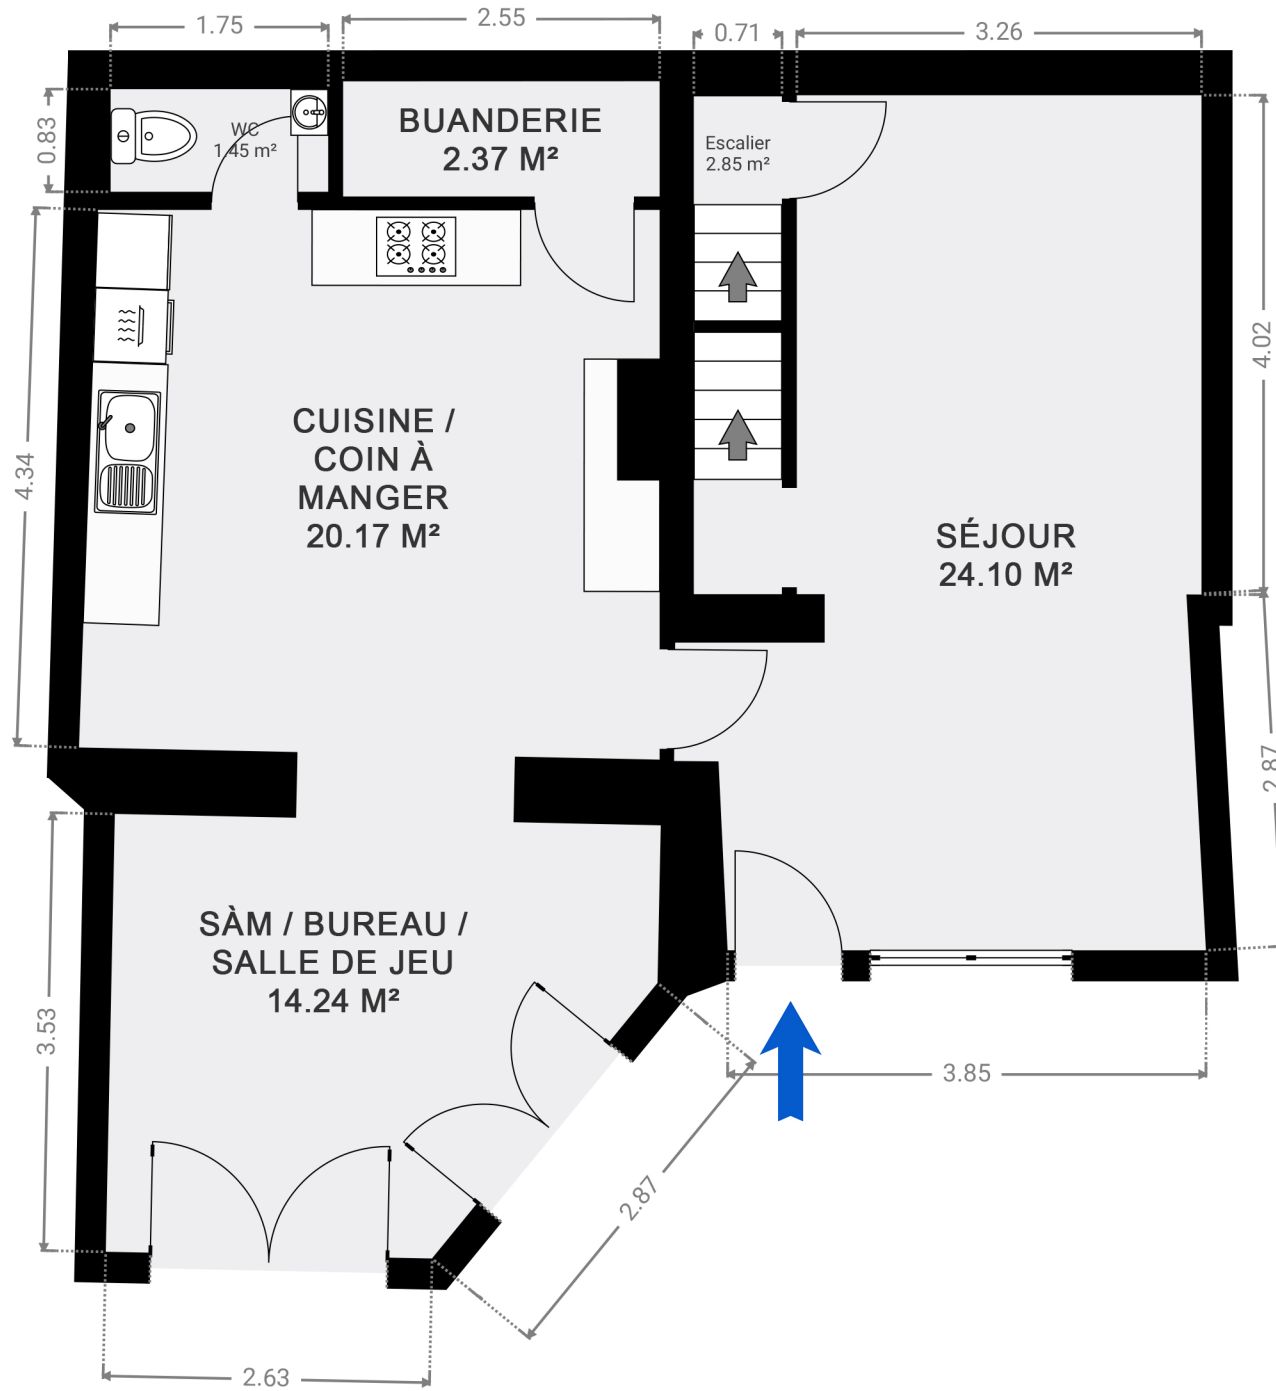 1.75
2.55
0.71
3.26
0.83
WC
1.45 m²
BUANDERIE
2.37 M²
Escalier
2.85 m²
4.02
4.34
CUISINE /
COIN À
MANGER
20.17 M²
SÉJOUR
24.10 M²
2.87
SÀM / BUREAU /
SALLE DE JEU
14.24 M²
3.53
3.85
2.87
2.63